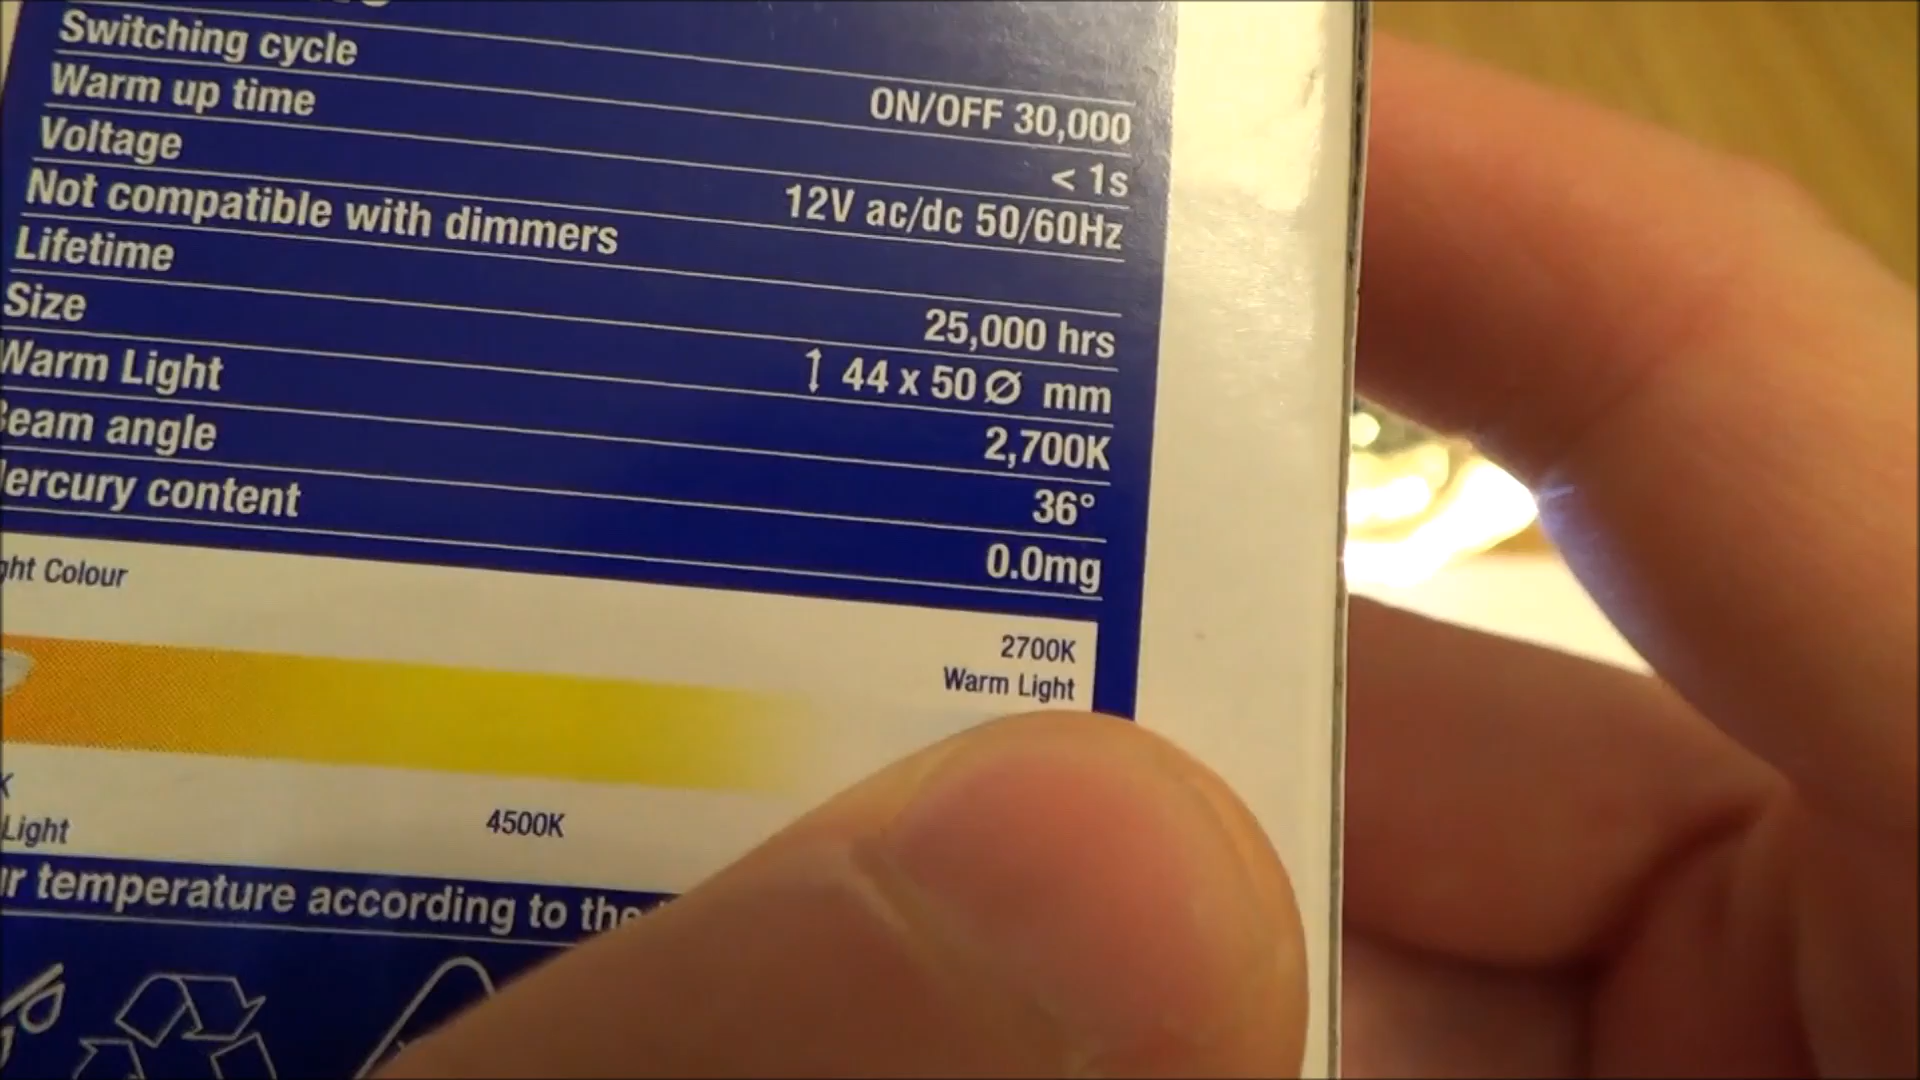 Switching cycle
ON/OFF 30,000
Warm up time
< 1s
Voltage
12V ac/dc 50/60Hz
Not compatible with dimmers
Lifetime
25,000 hrs
Size
↑ 44 x 50 Ø mm
Warm Light
2,700K
eam angle
36°
ercury content
0.0mg
ght Colour
2700K
Warm Light
K
4500K
Light
ur temperature according to the